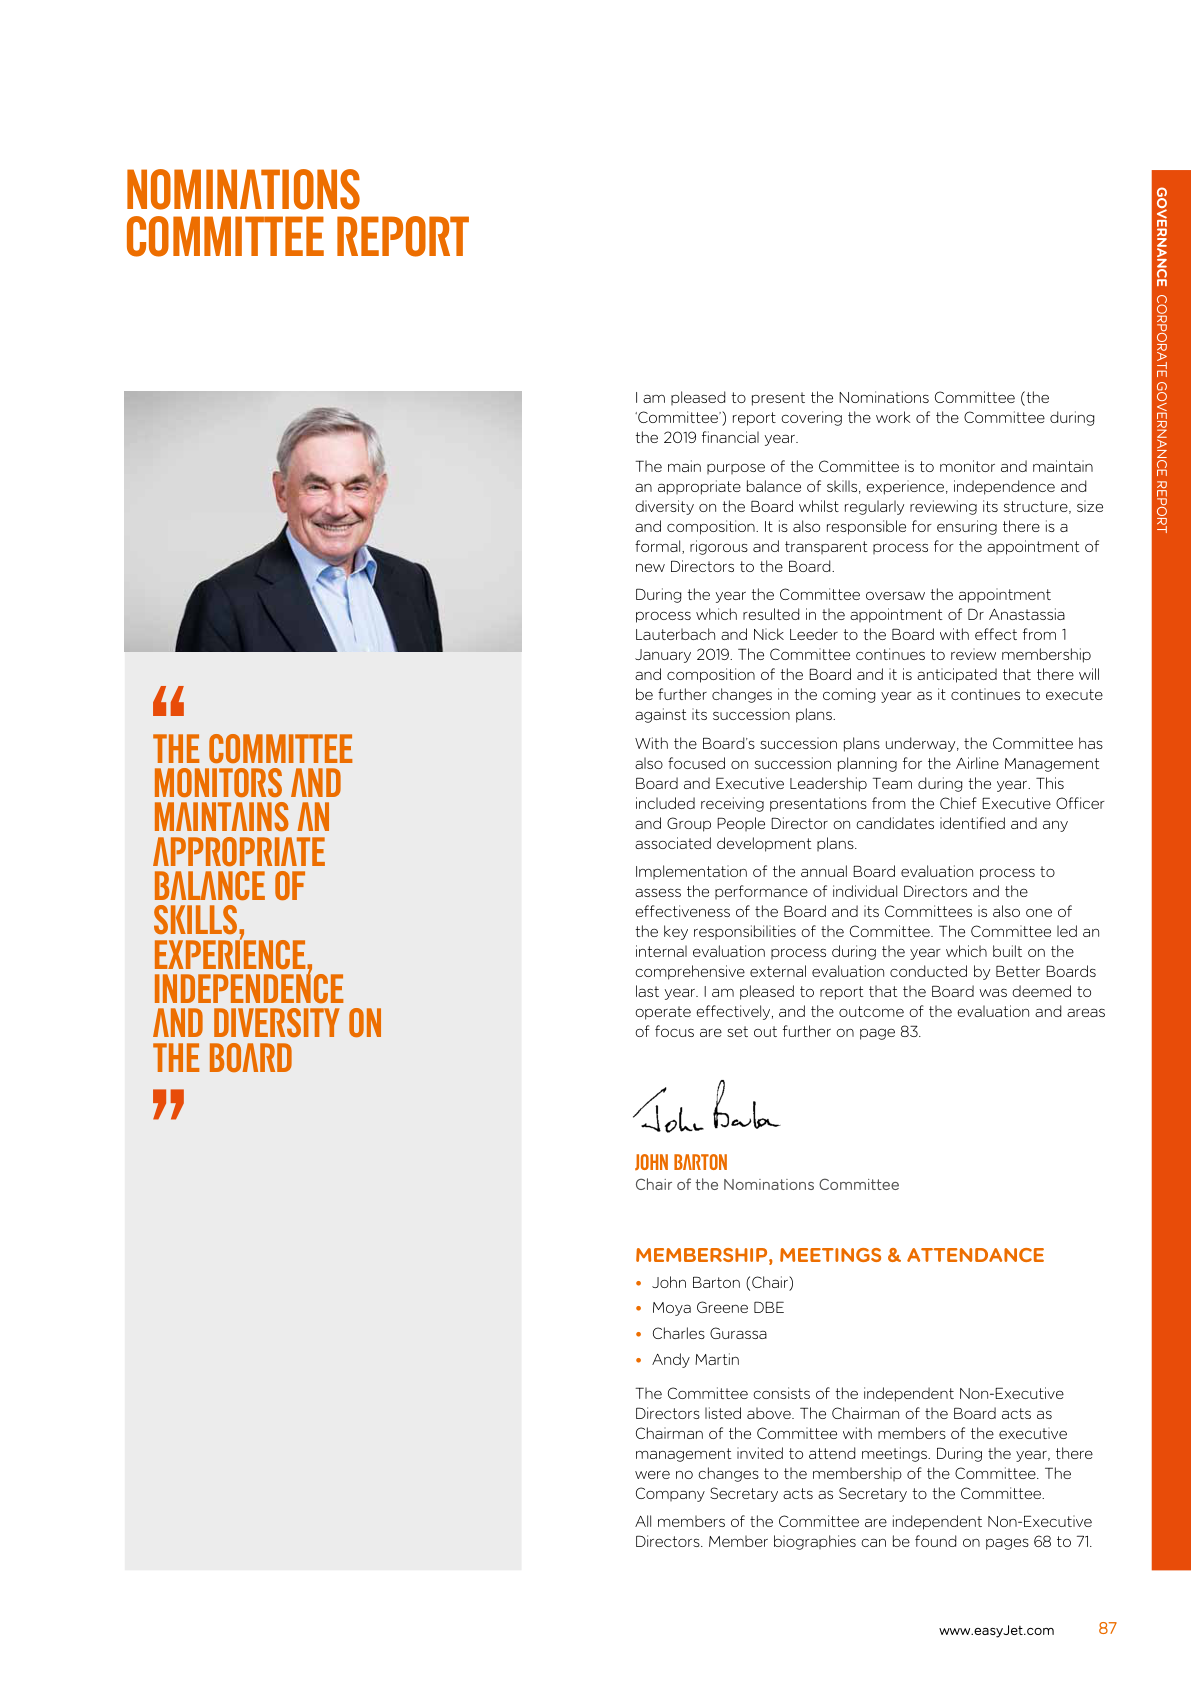 NOMINATIONS
COMMITTEE REPORT
GOVERNANCE CORPORATE GOVERNANCE REPORT
“
THE COMMITTEE
MONITORS AND
MAINTAINS AN
APPROPRIATE
BALANCE OF
SKILLS,
EXPERIENCE,
INDEPENDENCE
AND DIVERSITY ON
THE BOARD
”
I am pleased to present the Nominations Committee (the
‘Committee’) report covering the work of the Committee during
the 2019 financial year.
The main purpose of the Committee is to monitor and maintain
an appropriate balance of skills, experience, independence and
diversity on the Board whilst regularly reviewing its structure, size
and composition. It is also responsible for ensuring there is a
formal, rigorous and transparent process for the appointment of
new Directors to the Board.
During the year the Committee oversaw the appointment
process which resulted in the appointment of Dr Anastassia
Lauterbach and Nick Leeder to the Board with effect from 1
January 2019. The Committee continues to review membership
and composition of the Board and it is anticipated that there will
be further changes in the coming year as it continues to execute
against its succession plans.
With the Board’s succession plans underway, the Committee has
also focused on succession planning for the Airline Management
Board and Executive Leadership Team during the year. This
included receiving presentations from the Chief Executive Officer
and Group People Director on candidates identified and any
associated development plans.
Implementation of the annual Board evaluation process to
assess the performance of individual Directors and the
effectiveness of the Board and its Committees is also one of
the key responsibilities of the Committee. The Committee led an
internal evaluation process during the year which built on the
comprehensive external evaluation conducted by Better Boards
last year. I am pleased to report that the Board was deemed to
operate effectively, and the outcome of the evaluation and areas
of focus are set out further on page 83.
John Barton
JOHN BARTON
Chair of the Nominations Committee
MEMBERSHIP, MEETINGS & ATTENDANCE
• John Barton (Chair)
• Moya Greene DBE
• Charles Gurassa
• Andy Martin
The Committee consists of the independent Non-Executive
Directors listed above. The Chairman of the Board acts as
Chairman of the Committee with members of the executive
management invited to attend meetings. During the year, there
were no changes to the membership of the Committee. The
Company Secretary acts as Secretary to the Committee.
All members of the Committee are independent Non-Executive
Directors. Member biographies can be found on pages 68 to 71.
www.easyJet.com 87